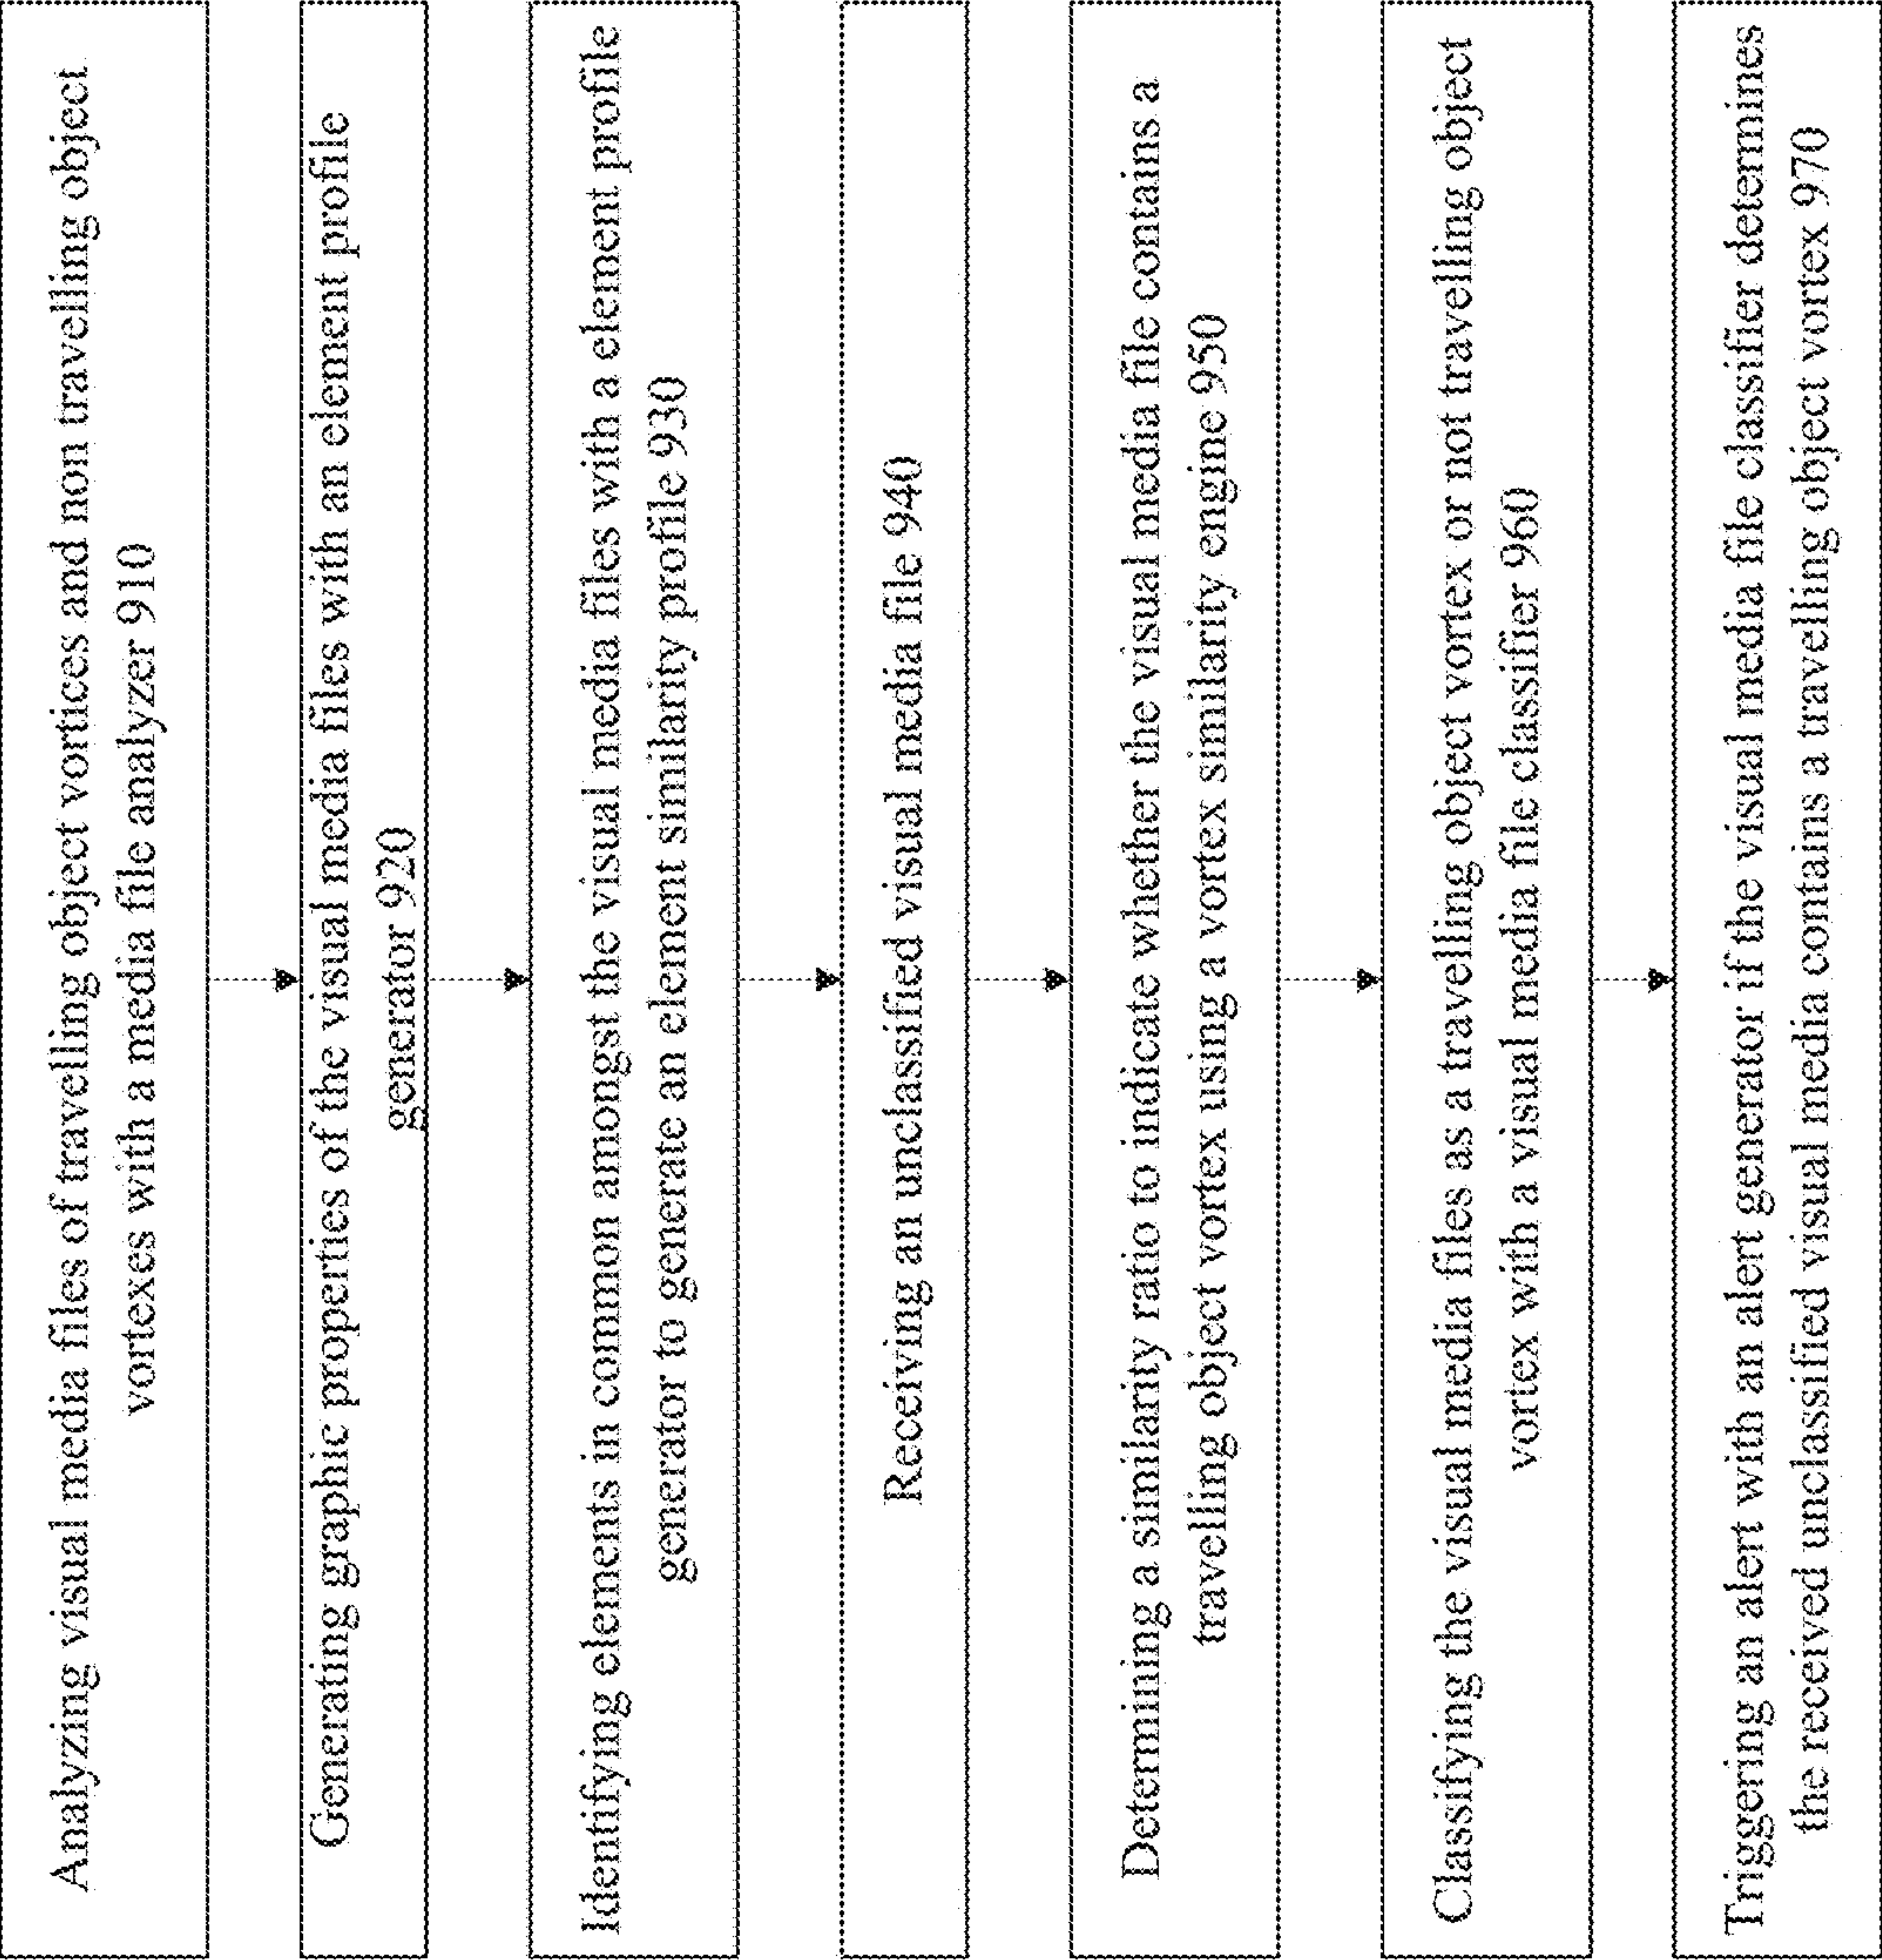 Analyzing visual media files of travelling object vortices and non travelling object
vortexes with a media file analyzer 910
Generating graphic properties of the visual media files with an element profile
generator 920
Identifying elements in common amongst the visual media files with a element profile
generator to generate an element similarity profile 930
Receiving an unclassified visual media file 940
Determining a similarity ratio to indicate whether the visual media file contains a
travelling object vortex using a vortex similarity engine 950
Classifying the visual media files as a travelling object vortex or not travelling object
vortex with a visual media file classifier 960
Triggering an alert with an alert generator if the visual media file classifier determines
the received unclassified visual media contains a travelling object vortex 970